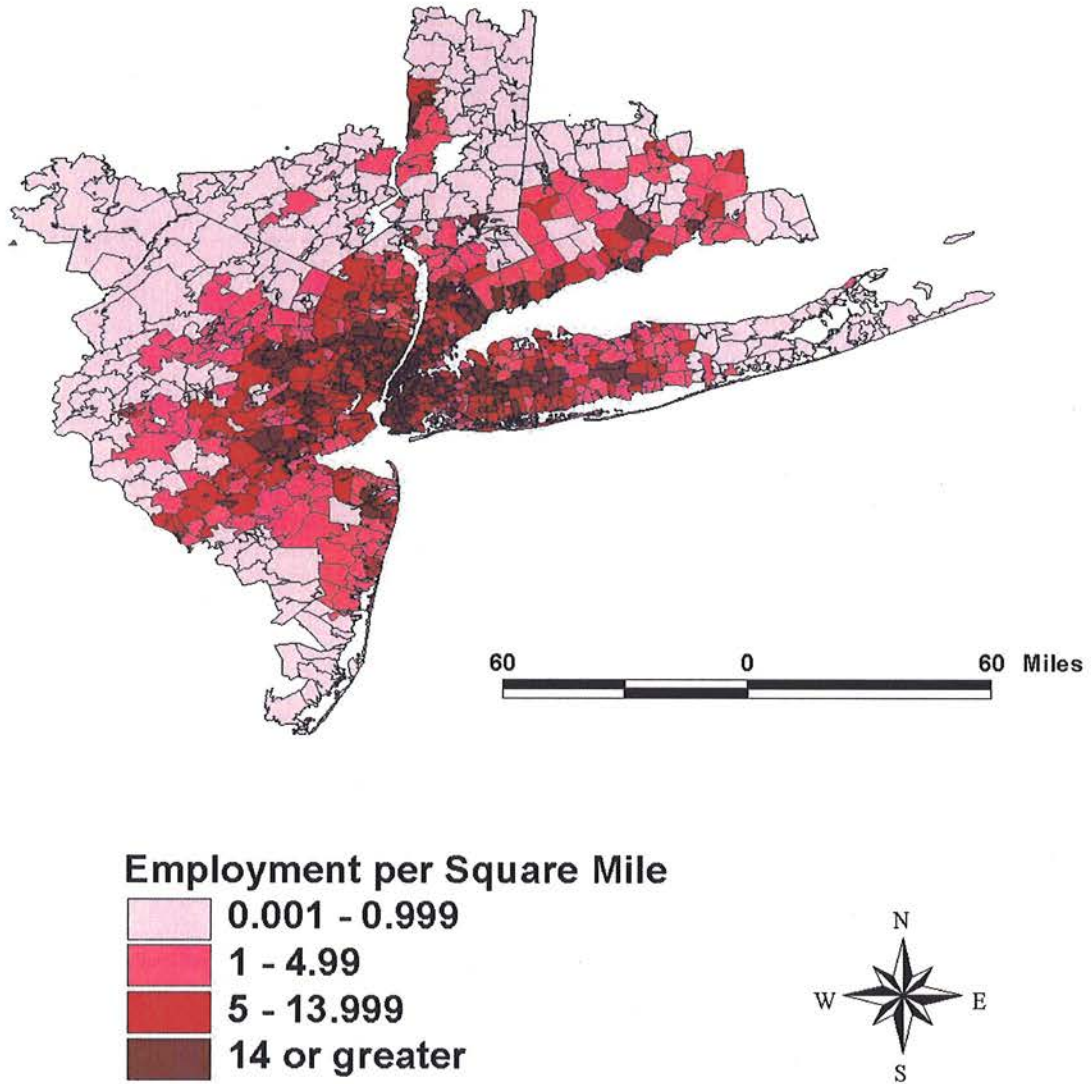 60 0 60 Miles
Employment per Square Mile
0.001 - 0.999
1 - 4.99
5 - 13.999
14 or greater
N
W E
S